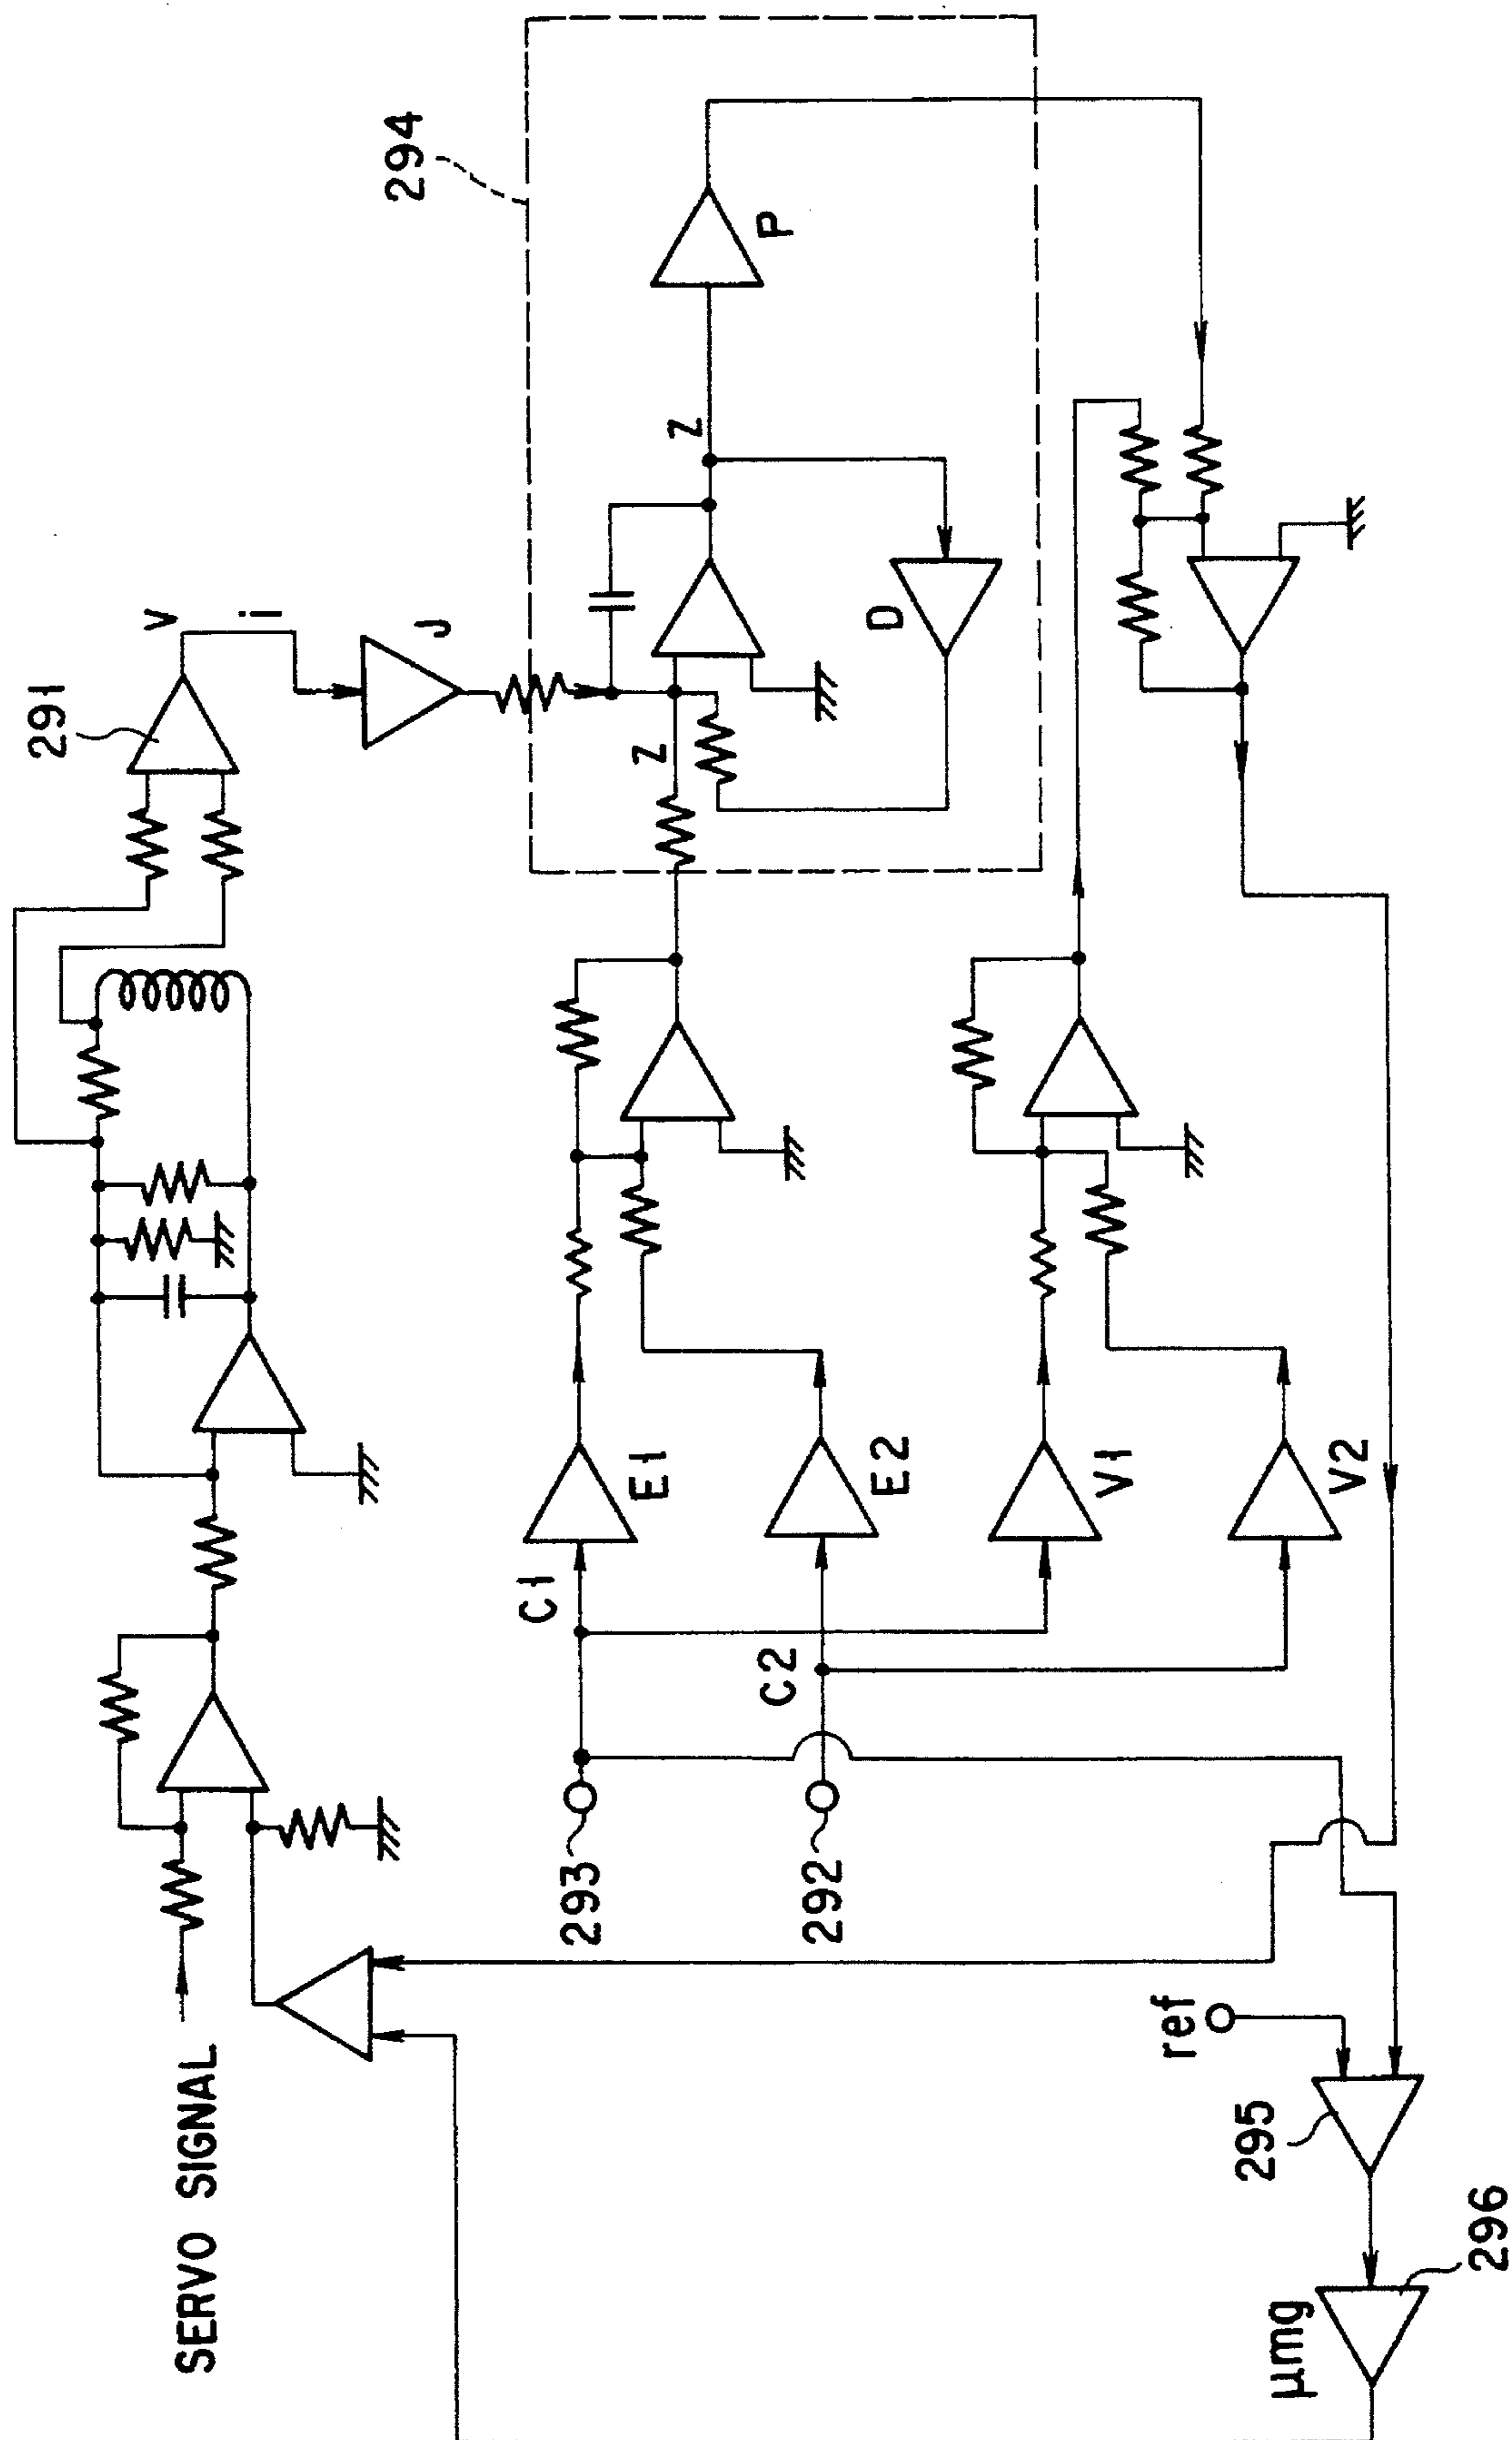 SERVO SIGNAL
291
V
i
J
294
Z
Z
P
D
293
C1
E1
292
C2
E2
V1
V2
ref
295
μmg
296